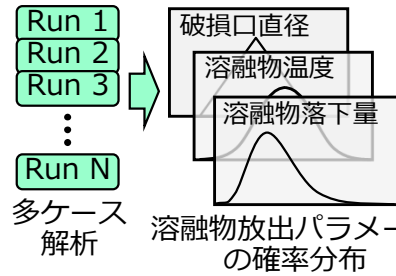 Run 1
Run 2
Run 3
Run N
多ケース
解析
破損口直径
溶融物温度
溶融物落下量
溶融物放出パラメー
の確率分布